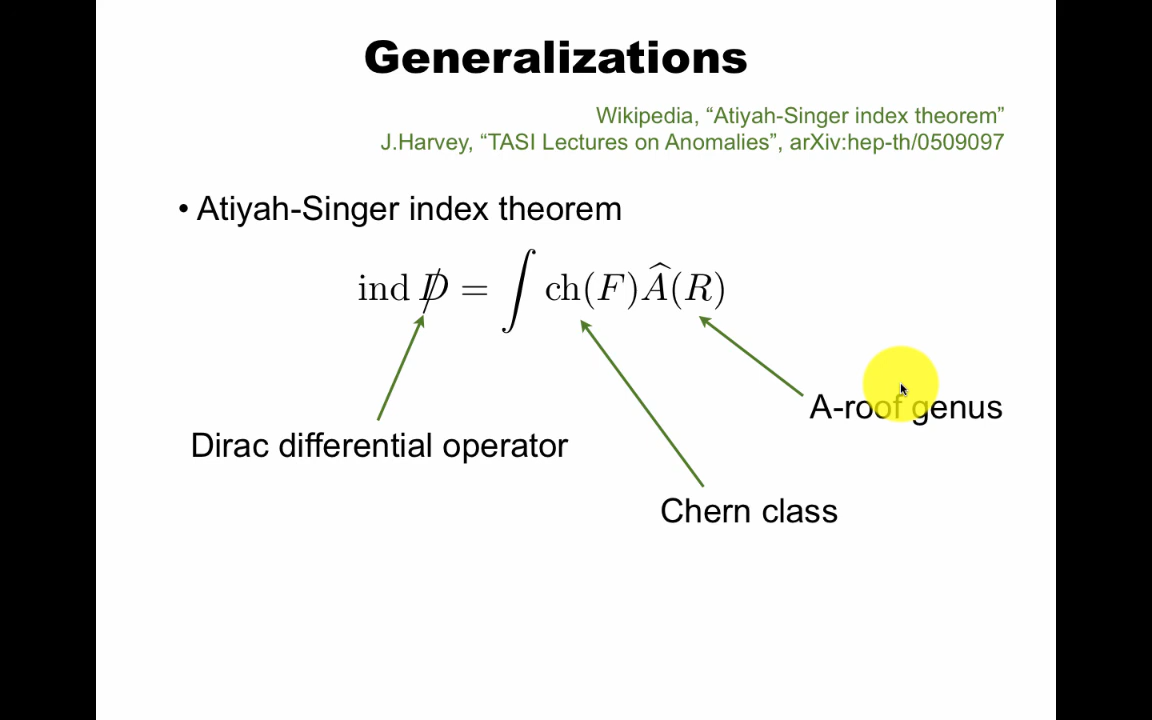 Generalizations
Wikipedia, “Atiyah-Singer index theorem”
J.Harvey, “TASI Lectures on Anomalies”, arXiv:hep-th/0509097
• Atiyah-Singer index theorem
ind D̸ = ∫ ch(F)Â(R)
A-roof genus
Dirac differential operator
Chern class